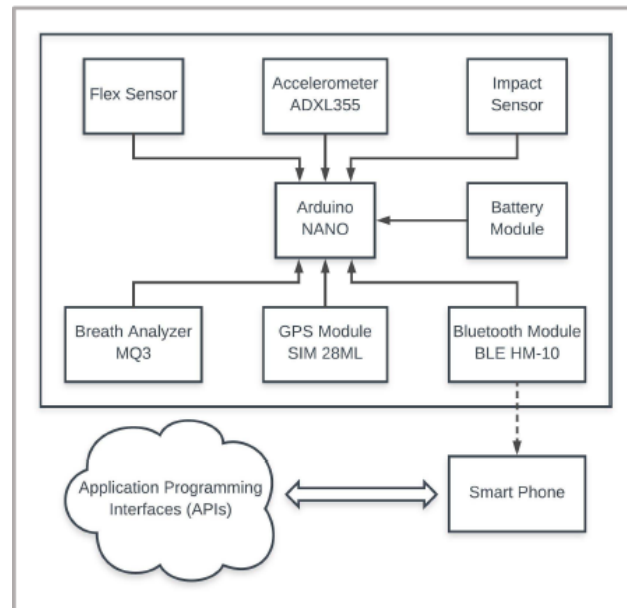 Flex Sensor
Accelerometer
ADXL355
Impact
Sensor
Arduino
NANO
Battery
Module
Breath Analyzer
MQ3
GPS Module
SIM 28ML
Bluetooth Module
BLE HM-10
Application Programming
Interfaces (APIs)
Smart Phone